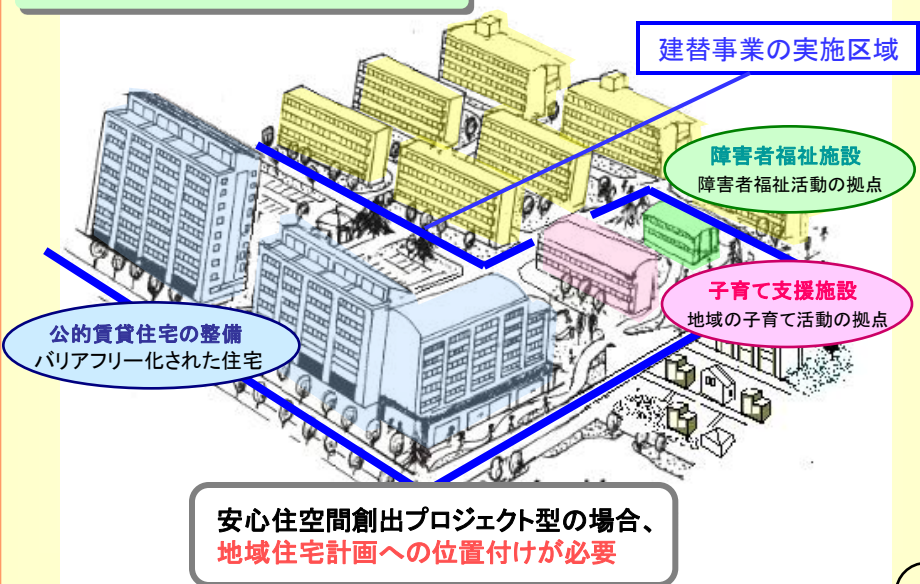 建替事業の実施区域
障害者福祉施設
障害者福祉活動の拠点
子育て支援施設
地域の子育て活動の拠点
公的賃貸住宅の整備
バリアフリー化された住宅
安心住空間創出プロジェクト型の場合、
地域住宅計画への位置付けが必要